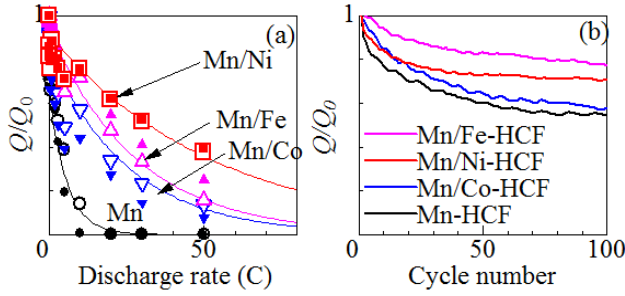 1
(a)
Mn/Ni
Mn/Fe
Mn/Co
Mn
Q/Q0
0
0
50
Discharge rate (C)
1
(b)
Q/Q0
Mn/Fe-HCF
Mn/Ni-HCF
Mn/Co-HCF
Mn-HCF
0
50
100
Cycle number